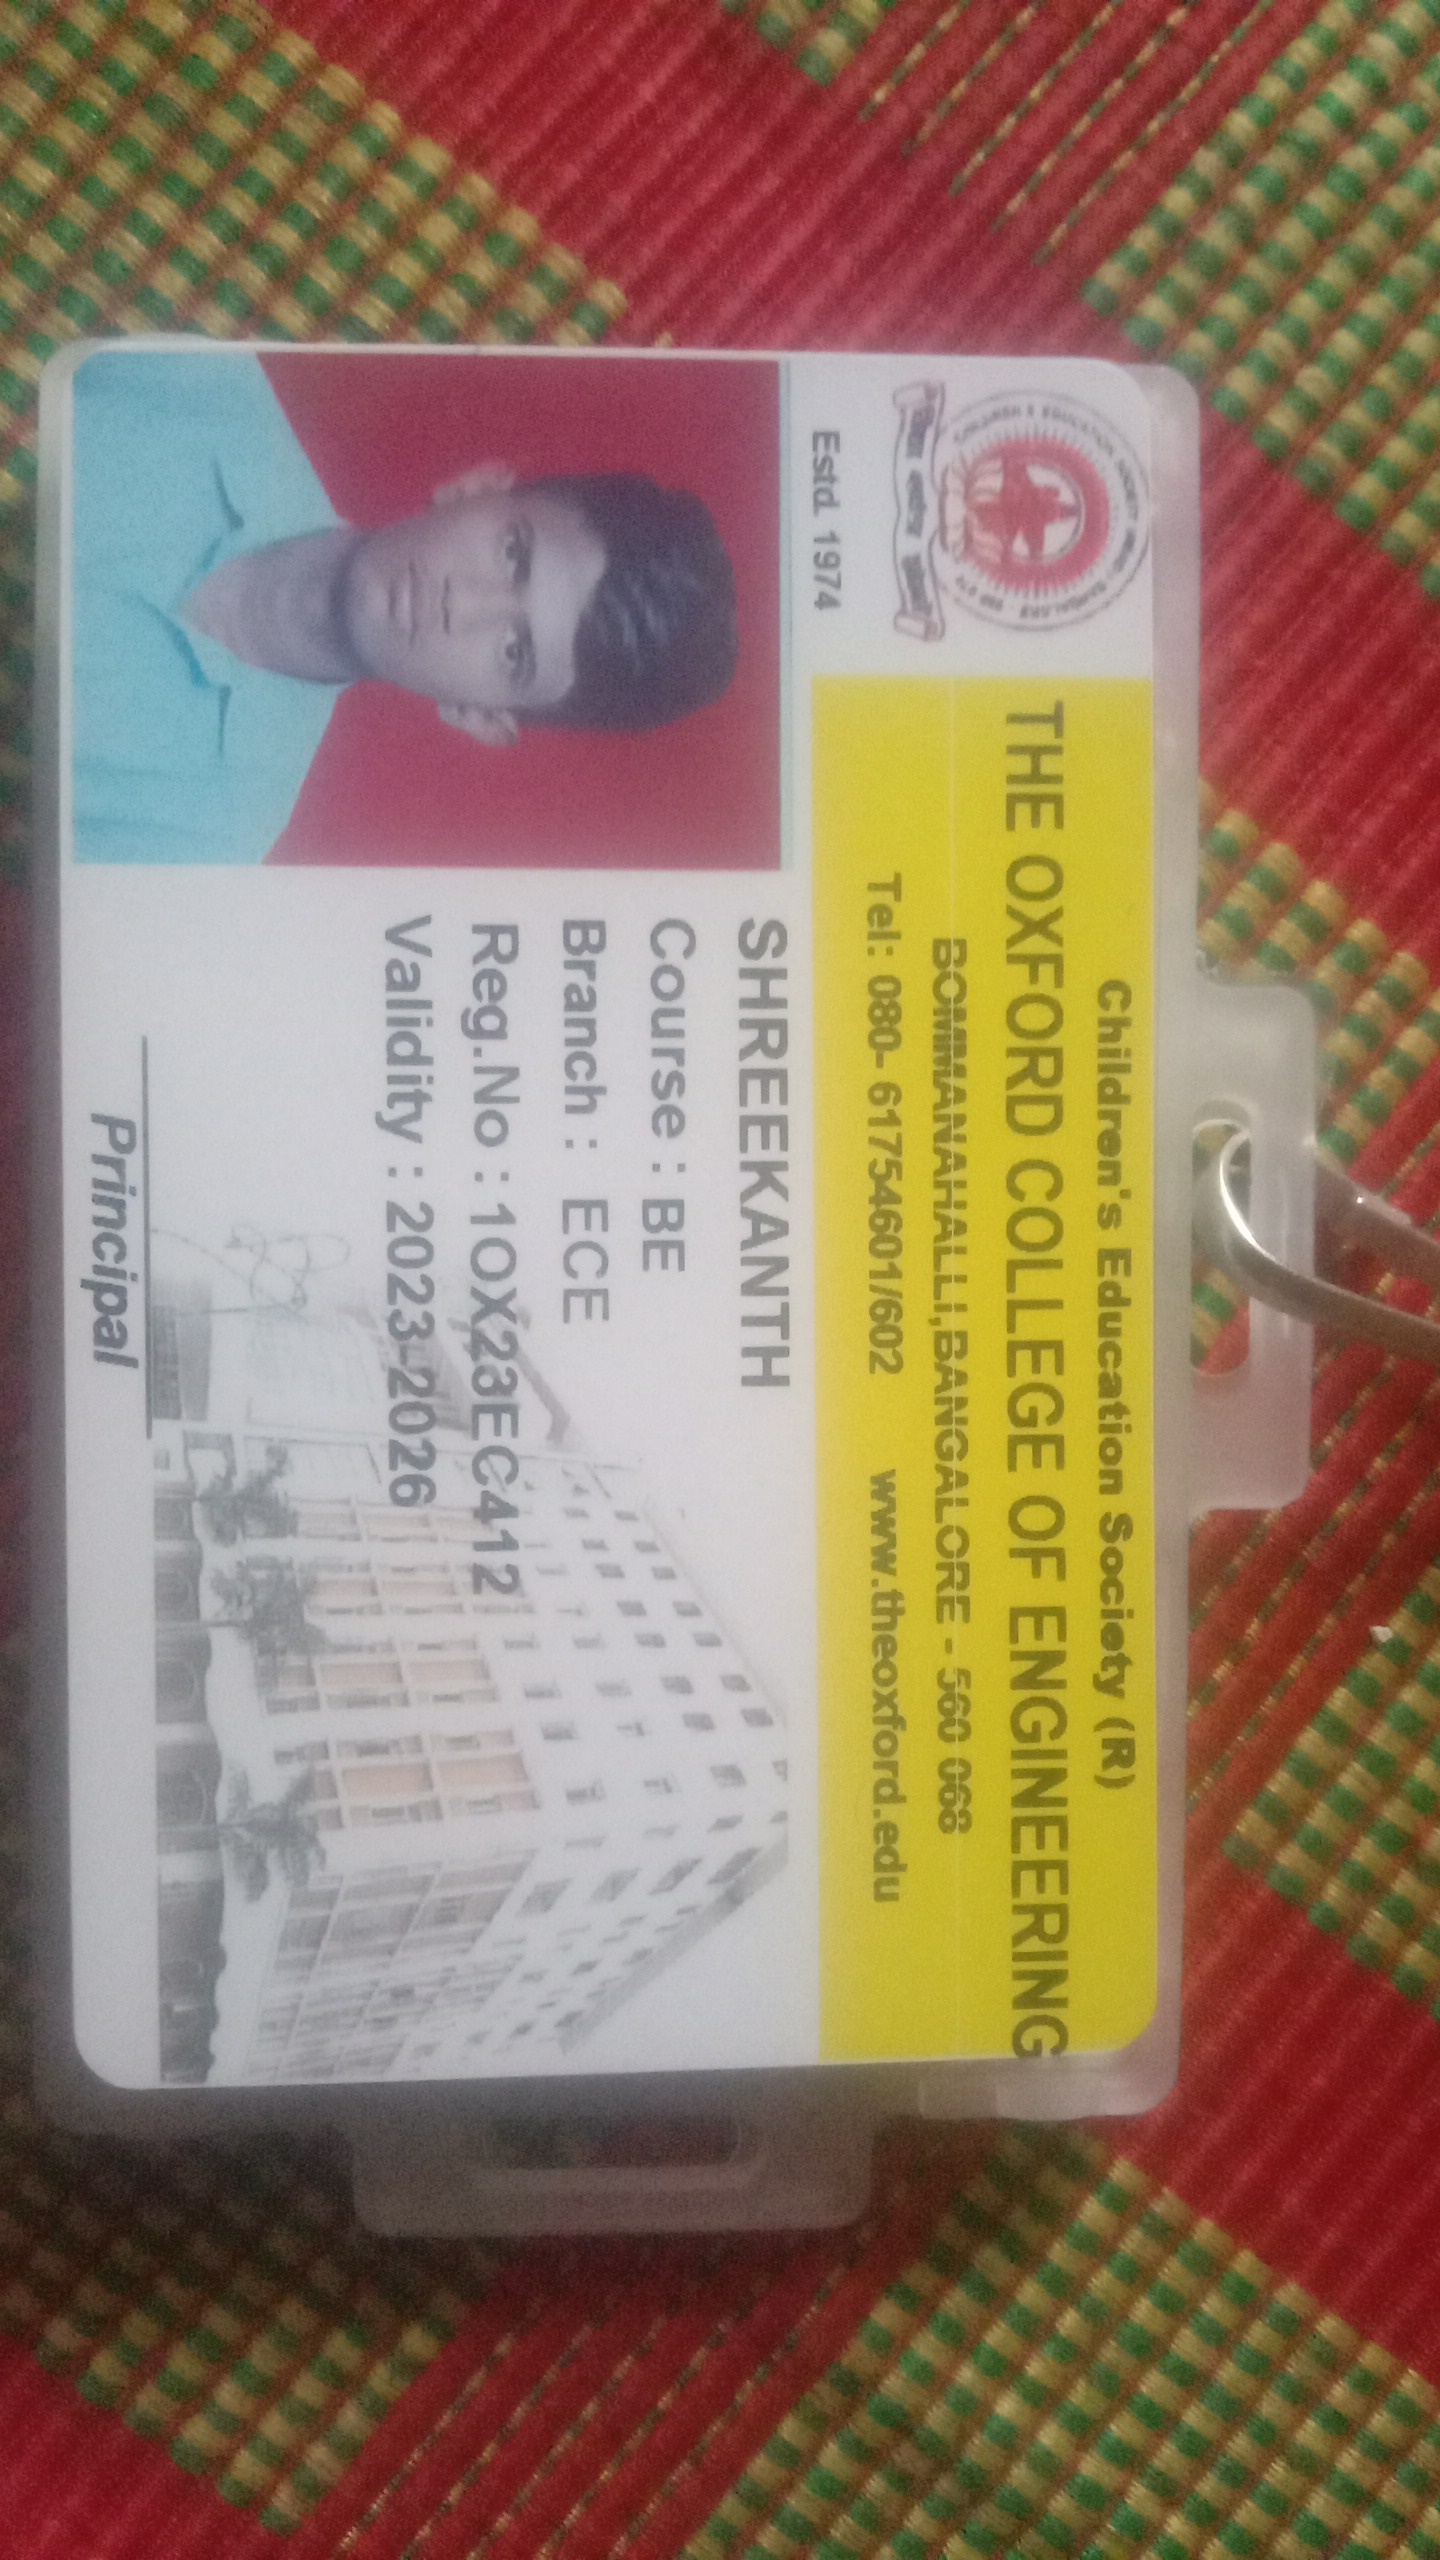 Children's Education Society (R)
THE OXFORD COLLEGE OF ENGINEERING
BOMMANAHALLI,BANGALORE - 560 068
Tel: 080- 61754601/602 www.theoxford.edu
Estd. 1974
SHREEKANTH
Course : BE
Branch : ECE
Reg.No : 1OX23EC412
Validity : 2023-2026
Principal